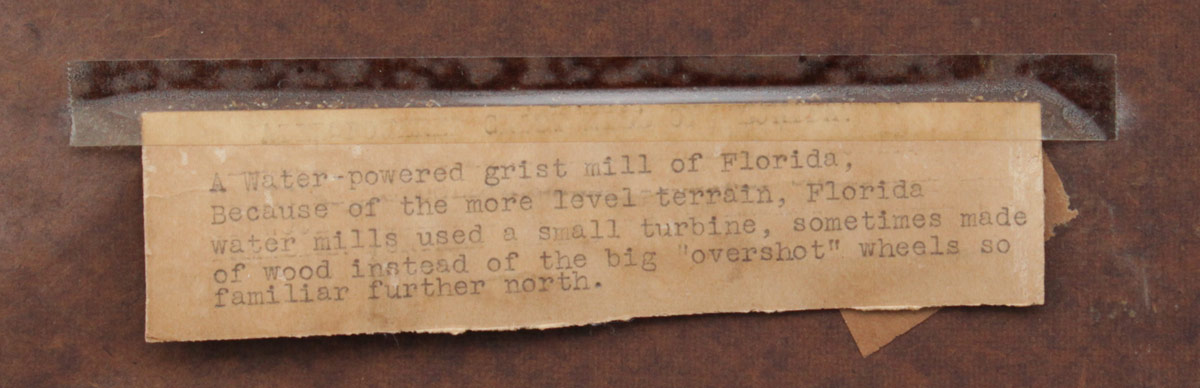 A Water-powered grist mill of Florida,
Because of the more level terrain, Florida
water mills used a small turbine, sometimes made
of wood instead of the big "overshot" wheels so
familiar further north.